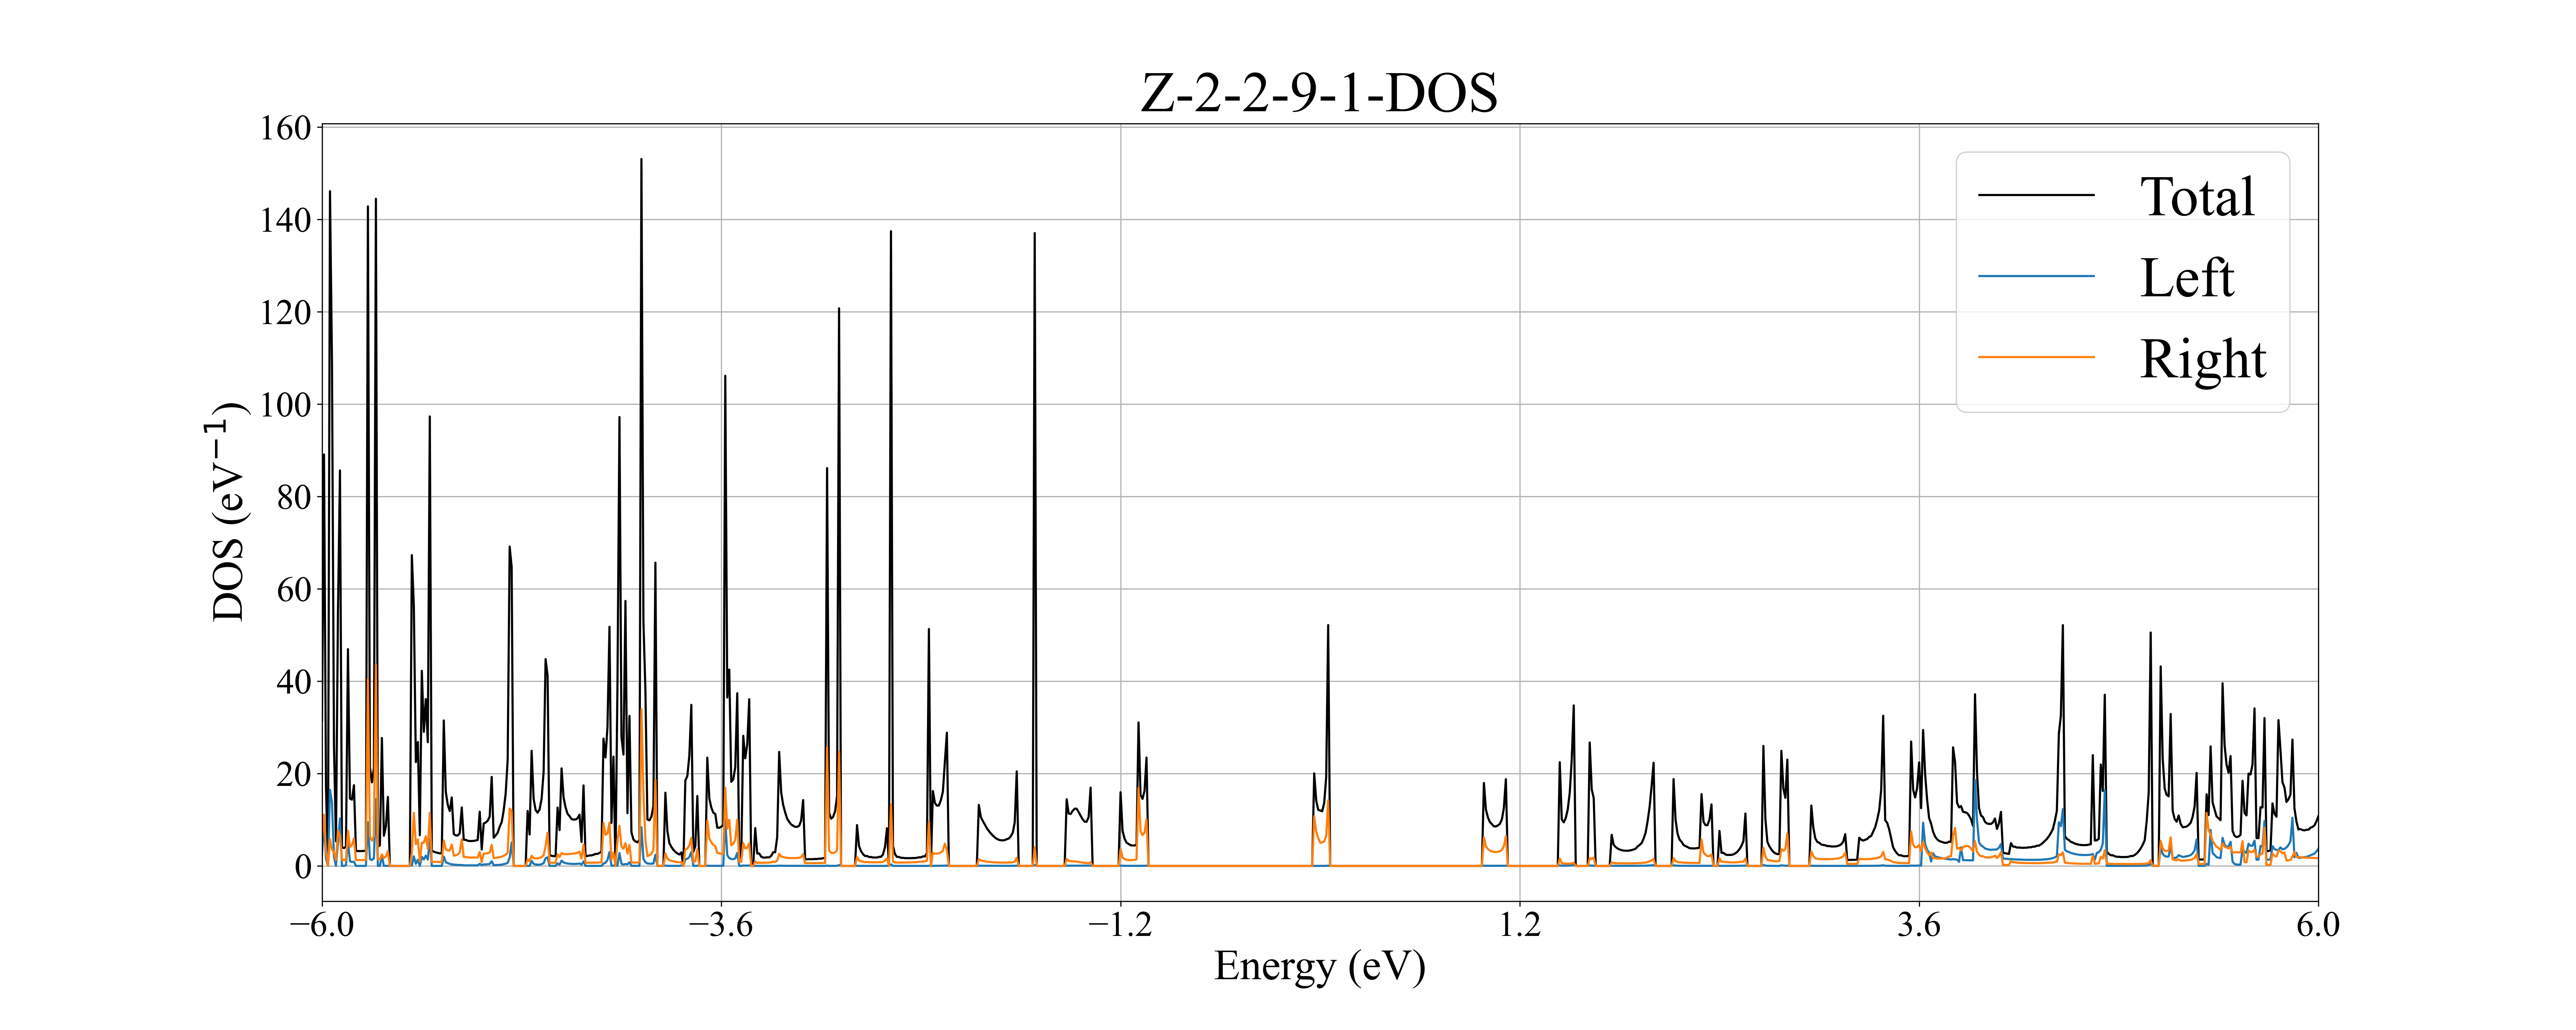 Z-2-2-9-1-DOS
160
140
120
100
80
60
40
20
0
DOS (eV⁻¹)
Total
Left
Right
−6.0 −3.6 −1.2 1.2 3.6 6.0
Energy (eV)